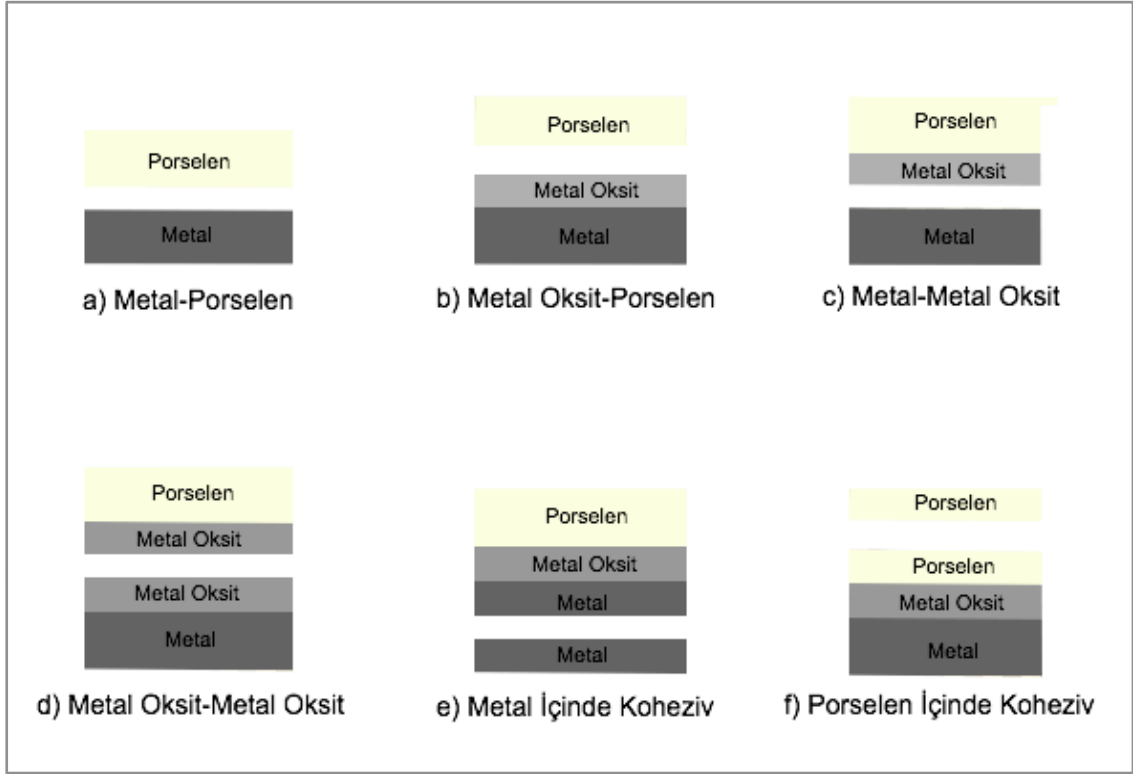 Porselen
Metal
a) Metal-Porselen
Porselen
Metal Oksit
Metal
b) Metal Oksit-Porselen
Porselen
Metal Oksit
Metal
c) Metal-Metal Oksit
Porselen
Metal Oksit
Metal Oksit
Metal
d) Metal Oksit-Metal Oksit
Porselen
Metal Oksit
Metal
Metal
e) Metal İçinde Koheziv
Porselen
Porselen
Metal Oksit
Metal
f) Porselen İçinde Koheziv